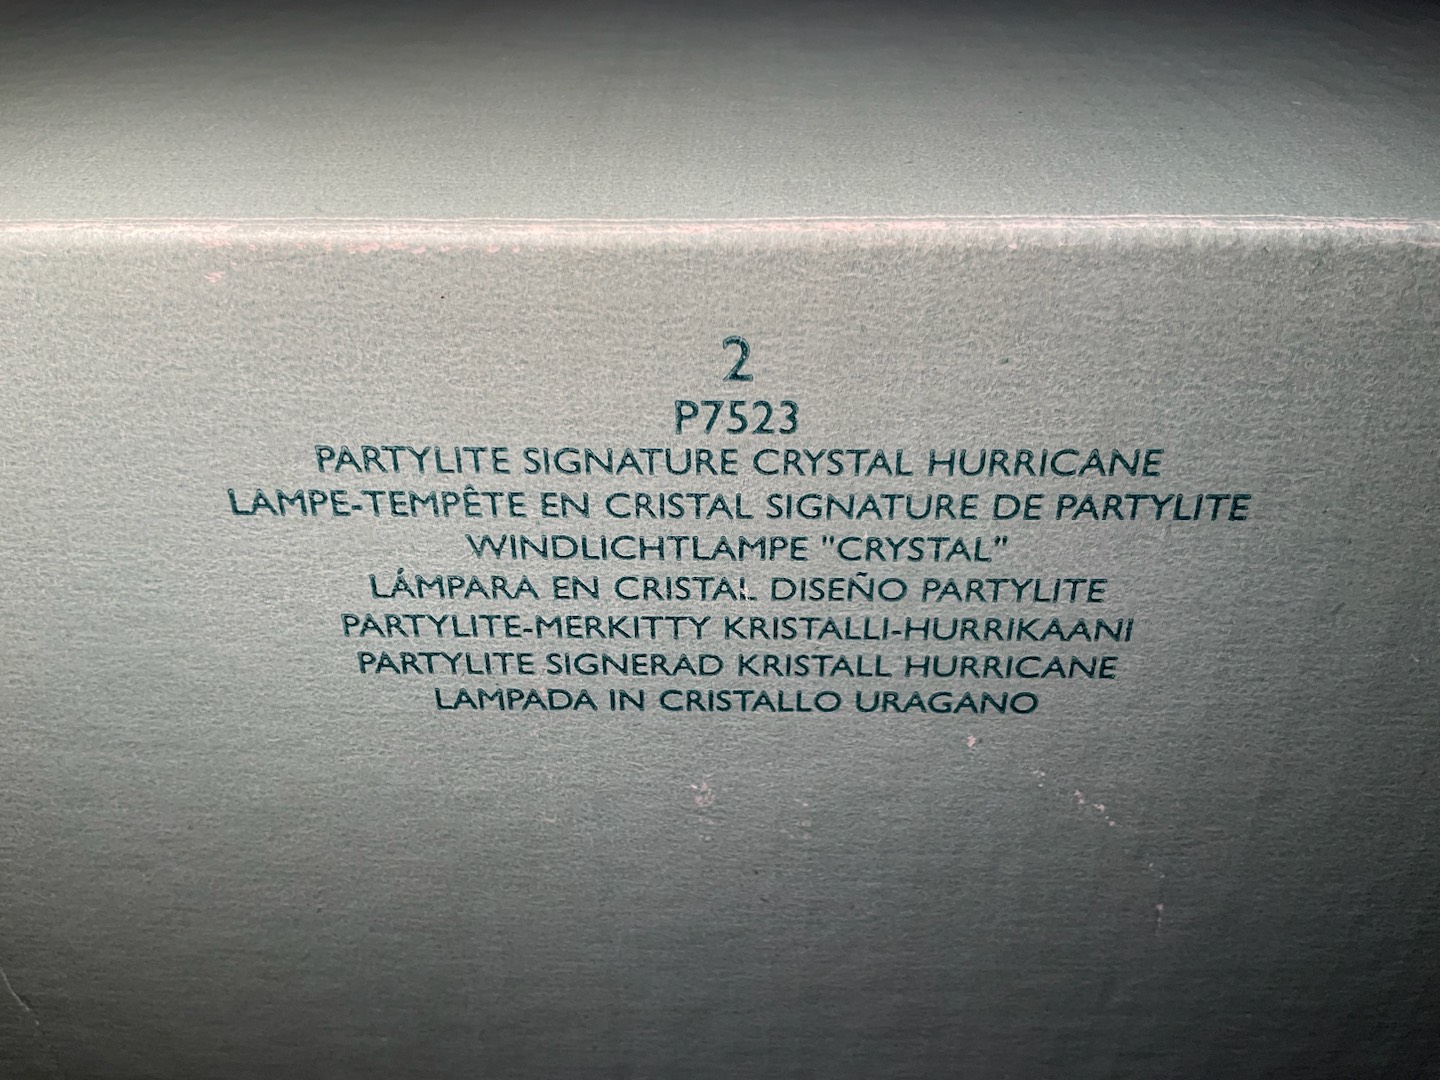 2
P7523
PARTYLITE SIGNATURE CRYSTAL HURRICANE
LAMPE-TEMPÊTE EN CRISTAL SIGNATURE DE PARTYLITE
WINDLICHTLAMPE "CRYSTAL"
LÁMPARA EN CRISTAL DISEÑO PARTYLITE
PARTYLITE-MERKITTY KRISTALLI-HURRIKAANI
PARTYLITE SIGNERAD KRISTALL HURRICANE
LAMPADA IN CRISTALLO URAGANO